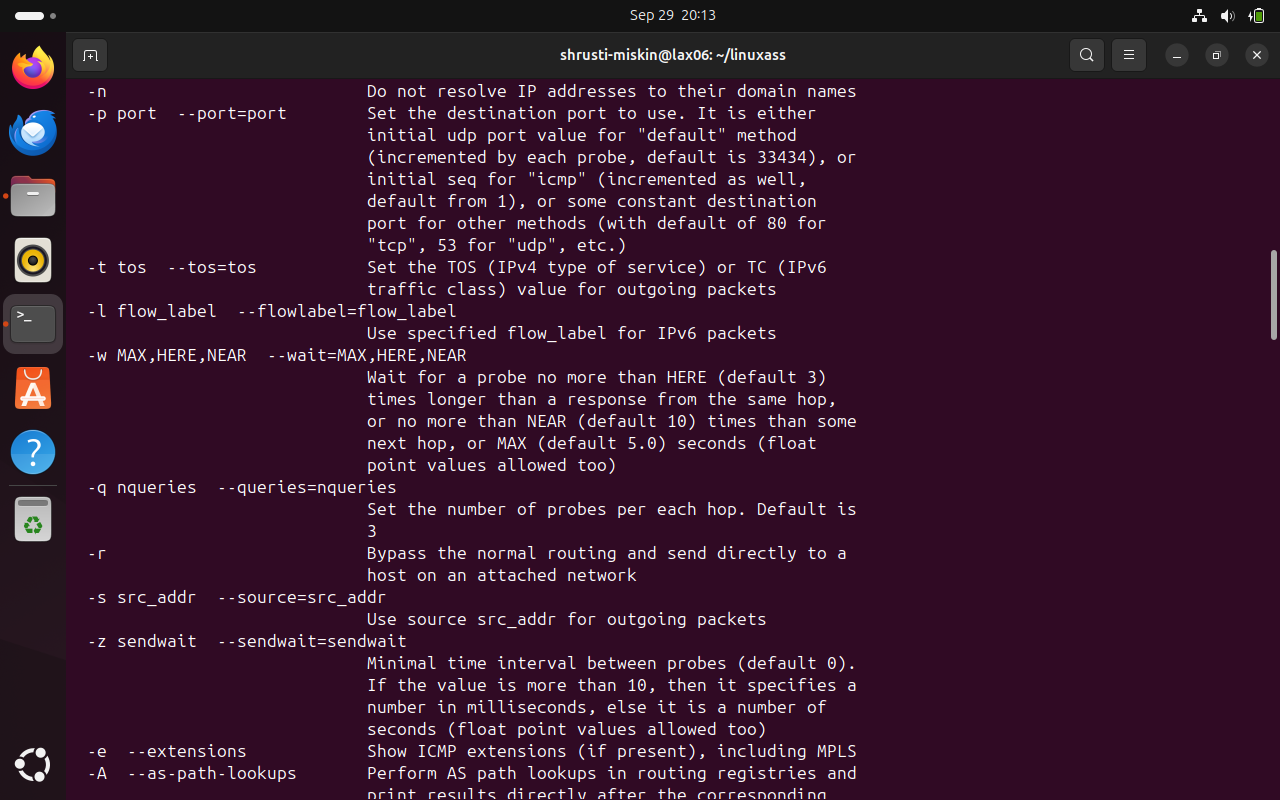 Sep 29  20:13
shrusti-miskin@lax06: ~/linuxass
-n                          Do not resolve IP addresses to their domain names
-p port  --port=port        Set the destination port to use. It is either
                            initial udp port value for "default" method
                            (incremented by each probe, default is 33434), or
                            initial seq for "icmp" (incremented as well,
                            default from 1), or some constant destination
                            port for other methods (with default of 80 for
                            "tcp", 53 for "udp", etc.)
-t tos  --tos=tos           Set the TOS (IPv4 type of service) or TC (IPv6
                            traffic class) value for outgoing packets
-l flow_label  --flowlabel=flow_label
                            Use specified flow_label for IPv6 packets
-w MAX,HERE,NEAR  --wait=MAX,HERE,NEAR
                            Wait for a probe no more than HERE (default 3)
                            times longer than a response from the same hop,
                            or no more than NEAR (default 10) times than some
                            next hop, or MAX (default 5.0) seconds (float
                            point values allowed too)
-q nqueries  --queries=nqueries
                            Set the number of probes per each hop. Default is
                            3
-r                          Bypass the normal routing and send directly to a
                            host on an attached network
-s src_addr  --source=src_addr
                            Use source src_addr for outgoing packets
-z sendwait  --sendwait=sendwait
                            Minimal time interval between probes (default 0).
                            If the value is more than 10, then it specifies a
                            number in milliseconds, else it is a number of
                            seconds (float point values allowed too)
-e  --extensions            Show ICMP extensions (if present), including MPLS
-A  --as-path-lookups       Perform AS path lookups in routing registries and
                            print results directly after the corresponding